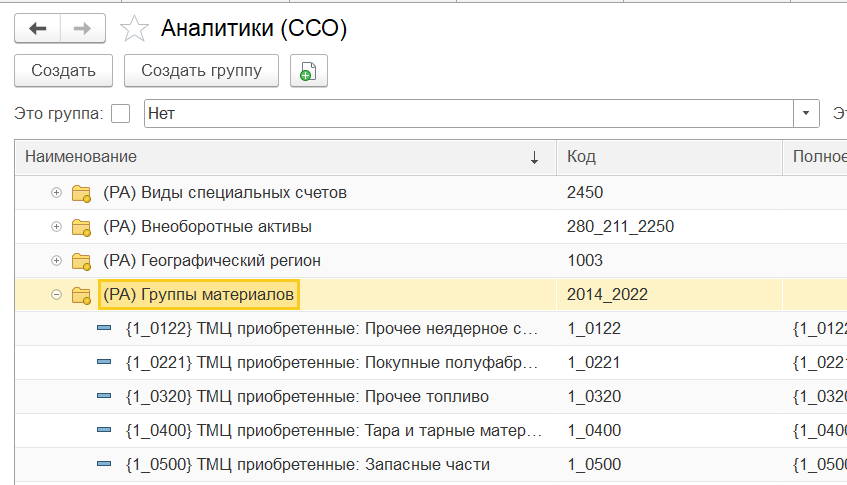 Аналитики (ССО)
Создать Создать группу
Это группа: Нет Эт
Наименование ↓ Код Полное
(РА) Виды специальных счетов 2450
(РА) Внеоборотные активы 280_211_2250
(РА) Географический регион 1003
(РА) Группы материалов 2014_2022
{1_0122} ТМЦ приобретенные: Прочее неядерное с... 1_0122 {1_0122
{1_0221} ТМЦ приобретенные: Покупные полуфабр... 1_0221 {1_0221
{1_0320} ТМЦ приобретенные: Прочее топливо 1_0320 {1_0320
{1_0400} ТМЦ приобретенные: Тара и тарные матер... 1_0400 {1_0400
{1_0500} ТМЦ приобретенные: Запасные части 1_0500 {1_0500